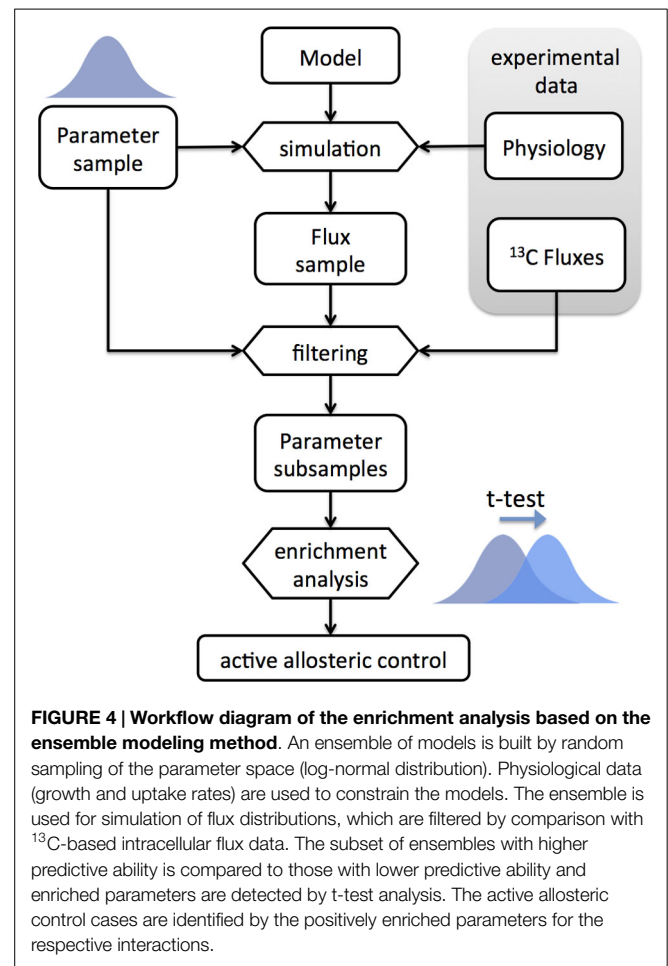 Model
experimental
data
Parameter
sample
simulation
Physiology
Flux
sample
¹³C Fluxes
filtering
Parameter
subsamples
t-test
enrichment
analysis
active allosteric control
FIGURE 4 | Workflow diagram of the enrichment analysis based on the
ensemble modeling method. An ensemble of models is built by random
sampling of the parameter space (log-normal distribution). Physiological data
(growth and uptake rates) are used to constrain the models. The ensemble is
used for simulation of flux distributions, which are filtered by comparison with
¹³C-based intracellular flux data. The subset of ensembles with higher
predictive ability is compared to those with lower predictive ability and
enriched parameters are detected by t-test analysis. The active allosteric
control cases are identified by the positively enriched parameters for the
respective interactions.